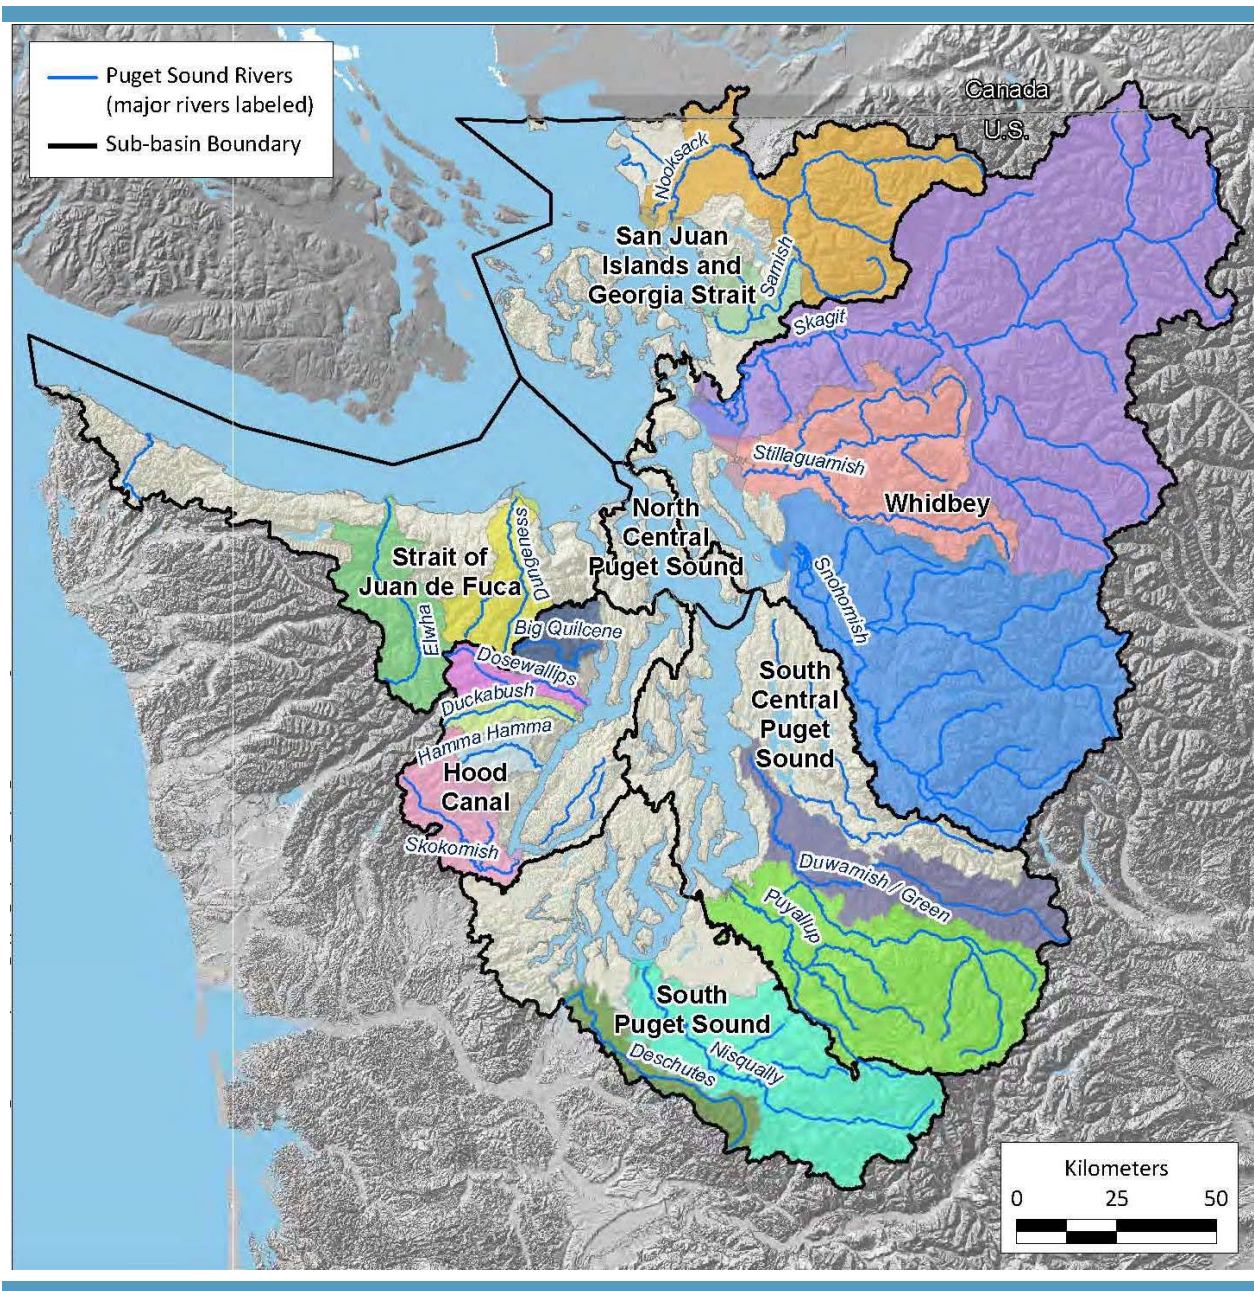 Puget Sound Rivers
(major rivers labeled)
Sub-basin Boundary
Canada
U.S.
Nooksack
San Juan
Islands and
Georgia Strait
Samish
Skagit
Stillaguamish
Whidbey
North
Central
Puget Sound
Snohomish
Strait of
Juan de Fuca
Dungeness
Elwha
Big Quilcene
Dosewallips
Duckabush
Hamma Hamma
Hood
Canal
Skokomish
South
Central
Puget
Sound
Duwamish / Green
Puyallup
South
Puget Sound
Nisqually
Deschutes
Kilometers
0 25 50